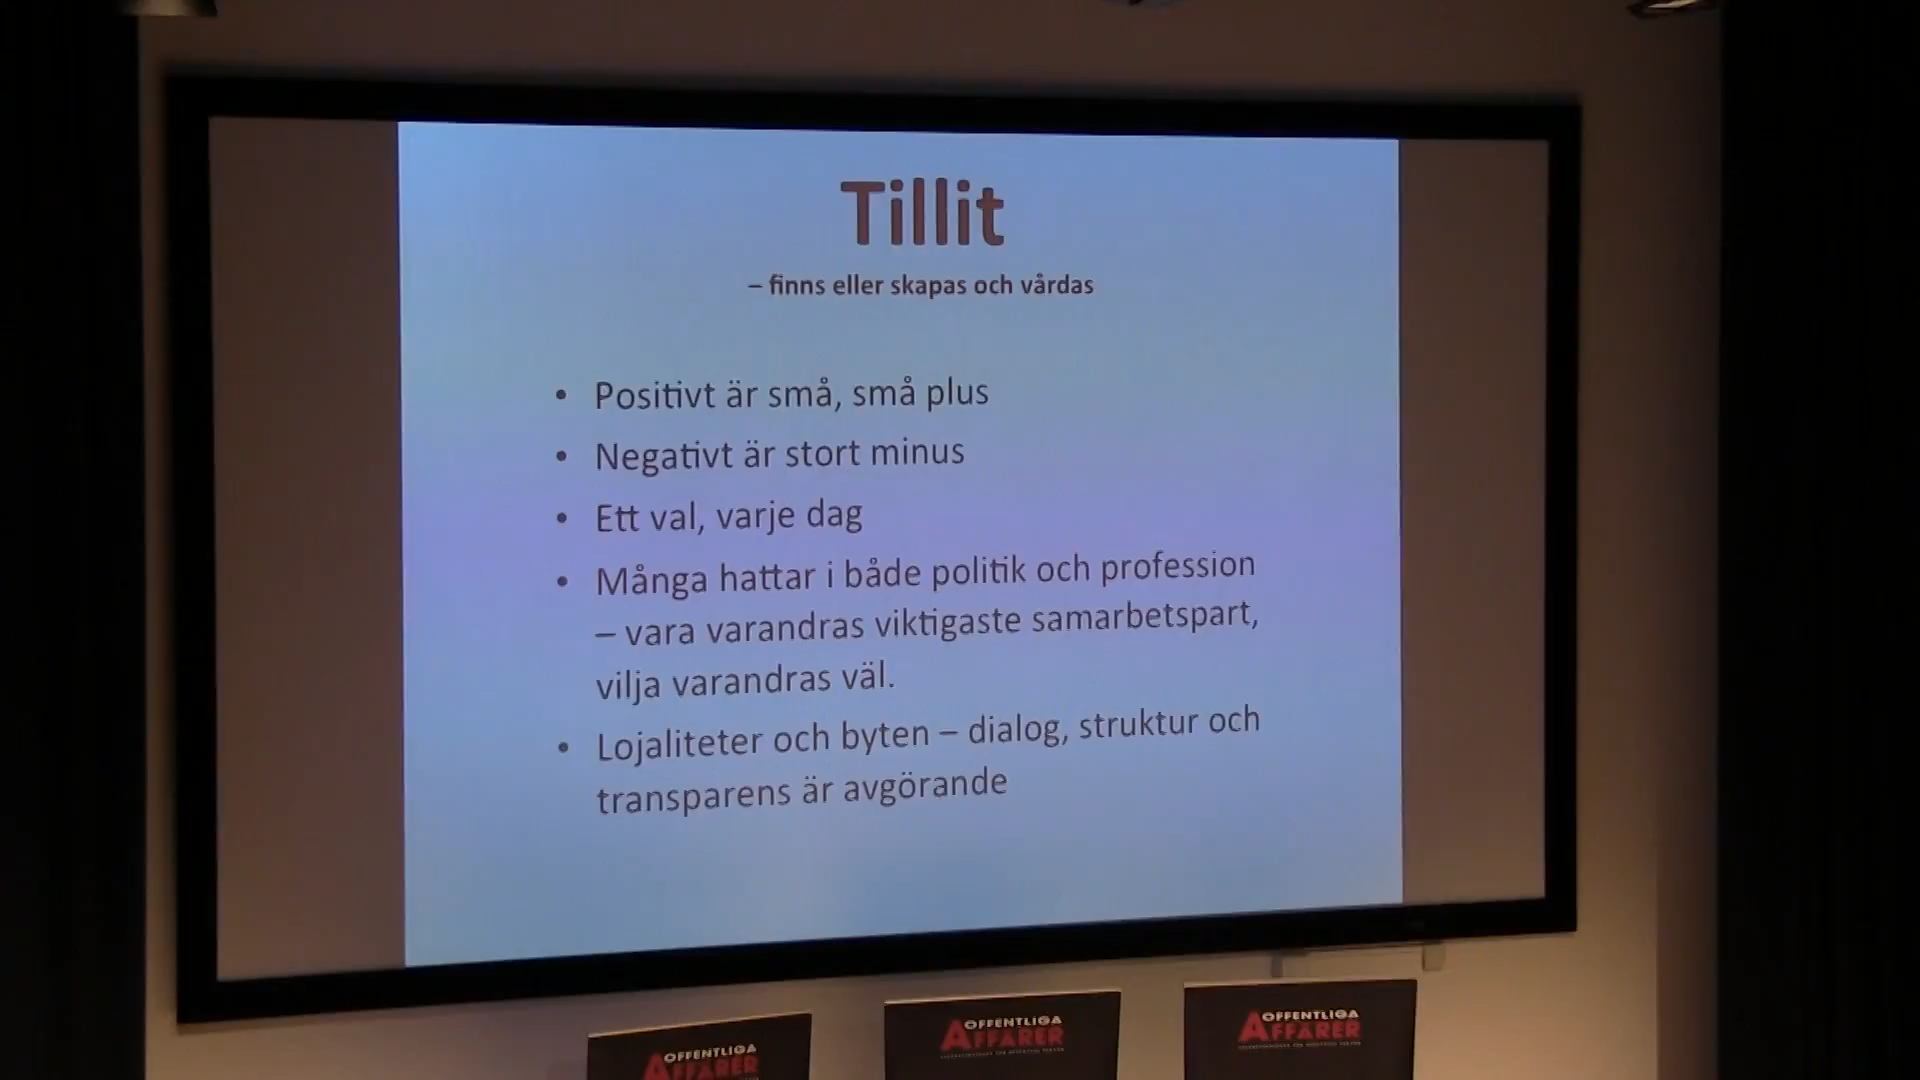 Tillit
– finns eller skapas och vårdas
• Positivt är små, små plus
• Negativt är stort minus
• Ett val, varje dag
• Många hattar i både politik och profession
– vara varandras viktigaste samarbetspart,
vilja varandras väl.
• Lojaliteter och byten – dialog, struktur och
transparens är avgörande
OFFENTLIGA
AFFÄRER
OFFENTLIGA
AFFÄRER
OFFENTLIGA
AFFÄRER